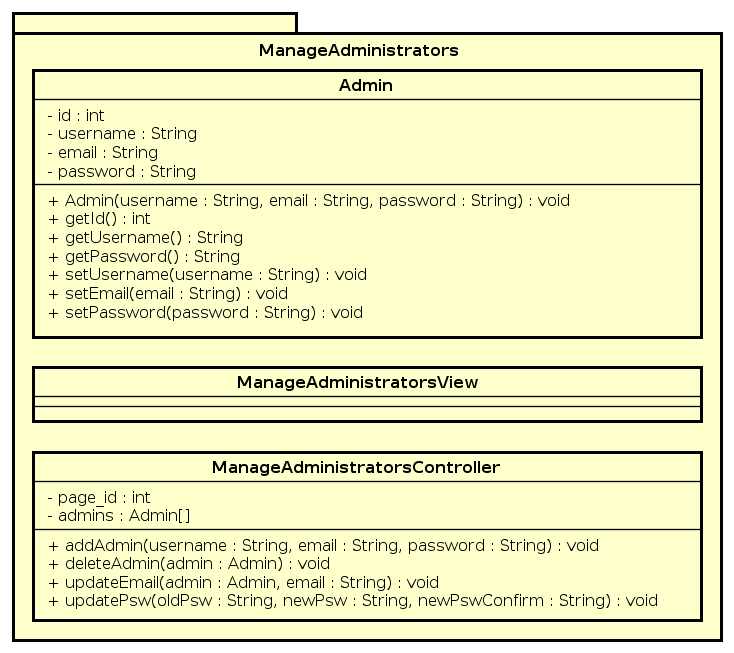 ManageAdministrators
Admin
- id : int
- username : String
- email : String
- password : String
+ Admin(username : String, email : String, password : String) : void
+ getId() : int
+ getUsername() : String
+ getPassword() : String
+ setUsername(username : String) : void
+ setEmail(email : String) : void
+ setPassword(password : String) : void
ManageAdministratorsView
ManageAdministratorsController
- page_id : int
- admins : Admin[]
+ addAdmin(username : String, email : String, password : String) : void
+ deleteAdmin(admin : Admin) : void
+ updateEmail(admin : Admin, email : String) : void
+ updatePsw(oldPsw : String, newPsw : String, newPswConfirm : String) : void